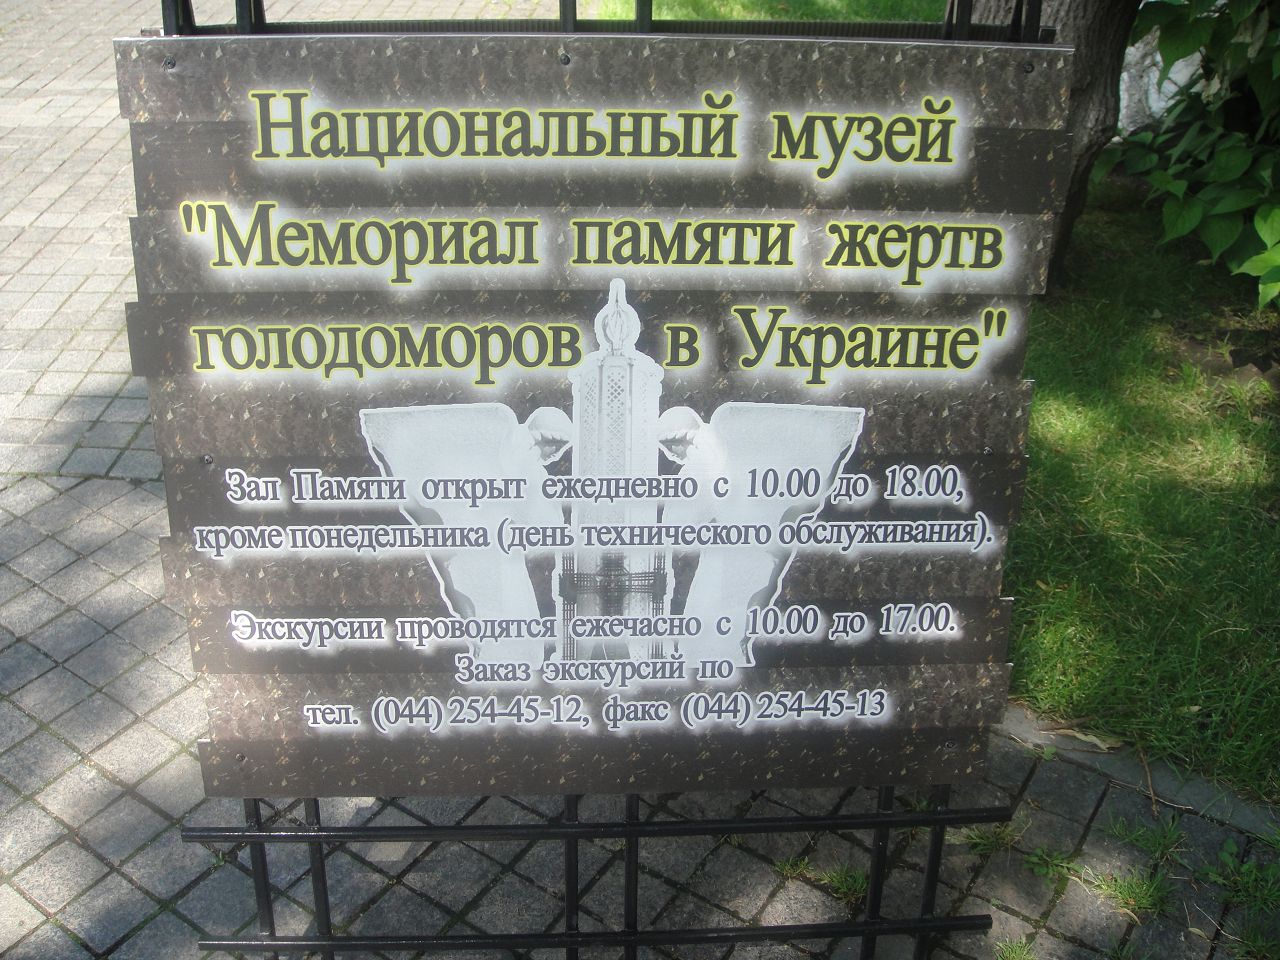 Национальный музей
"Мемориал памяти жертв
голодоморов в Украине"
Зал Памяти открыт ежедневно с 10.00 до 18.00,
кроме понедельника (день технического обслуживания).
Экскурсии проводятся ежечасно с 10.00 до 17.00.
Заказ экскурсий по
тел. (044) 254-45-12, факс (044) 254-45-13